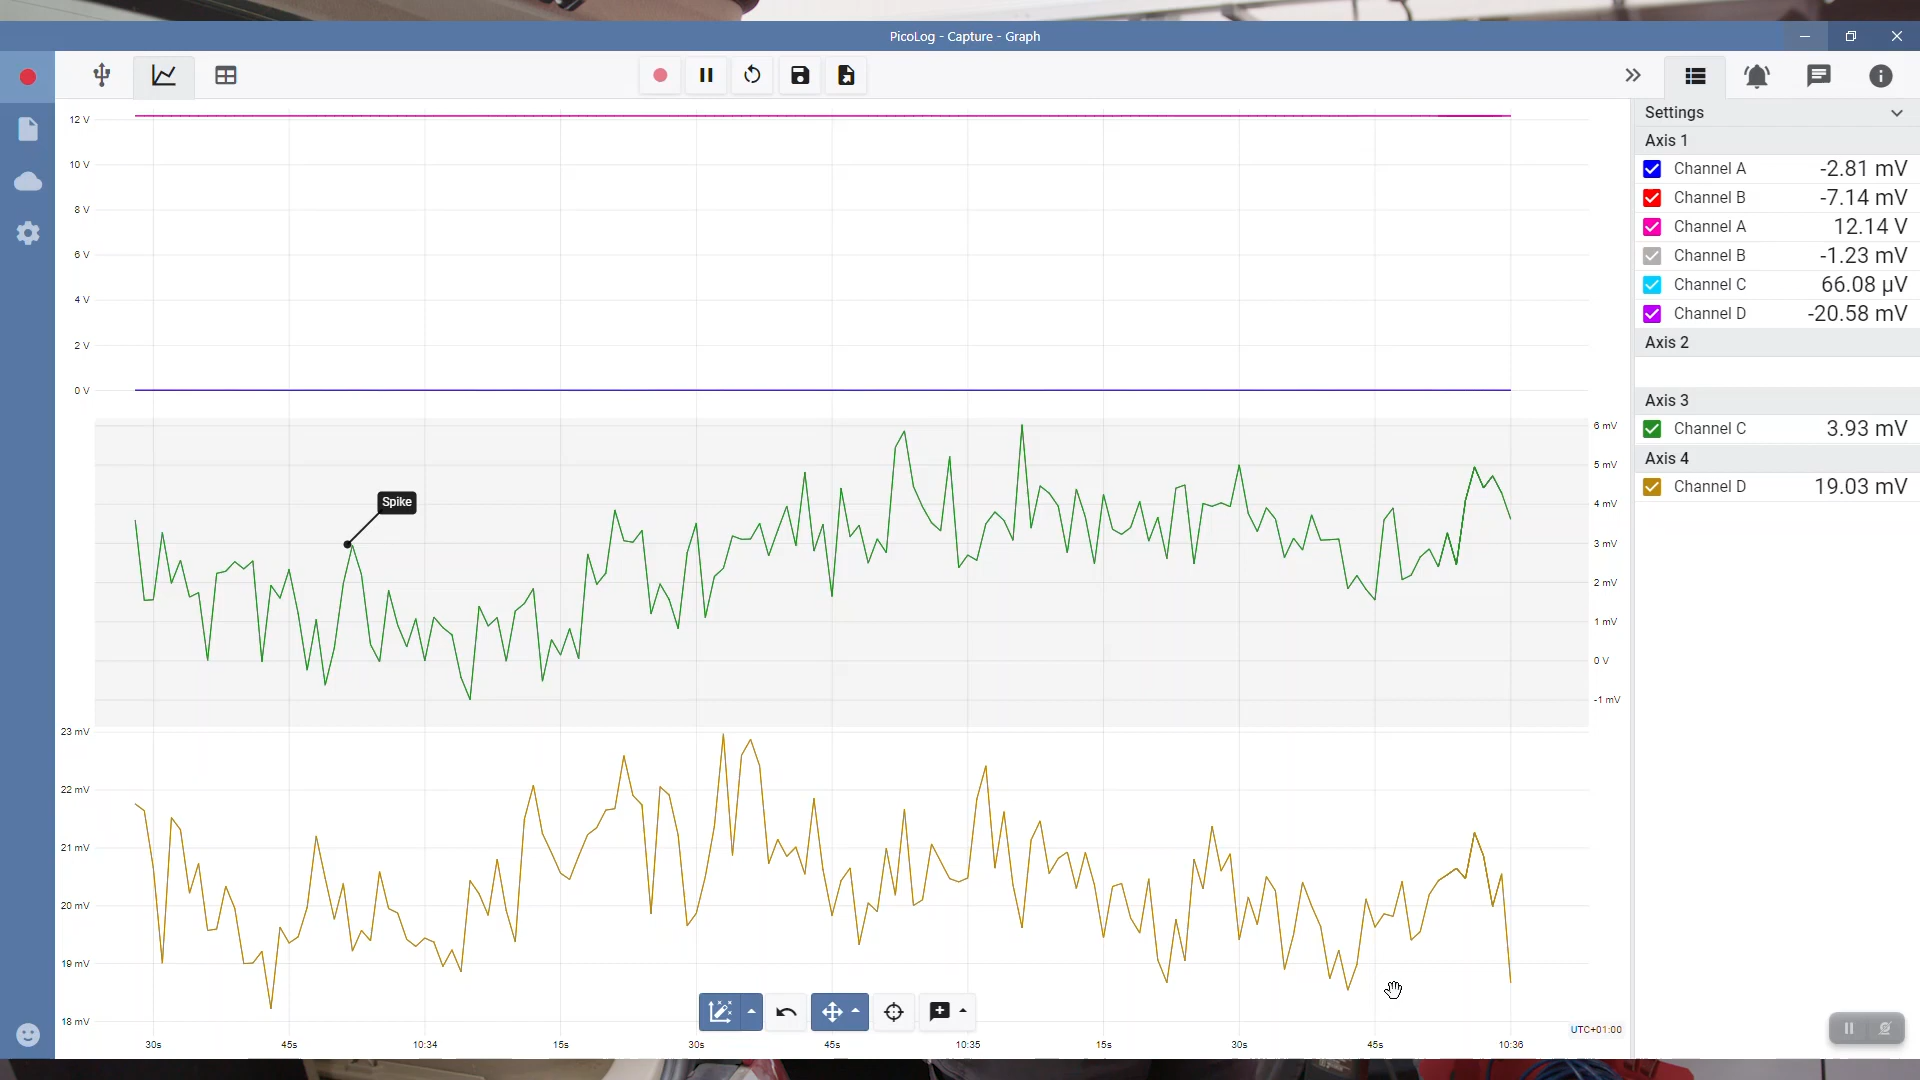 PicoLog - Capture - Graph
Settings
Axis 1
Channel A -2.81 mV
Channel B -7.14 mV
Channel A 12.14 V
Channel B -1.23 mV
Channel C 66.08 µV
Channel D -20.58 mV
Axis 2
Axis 3
Channel C 3.93 mV
Axis 4
Channel D 19.03 mV
12 V
10 V
8 V
6 V
4 V
2 V
0 V
Spike
6 mV
5 mV
4 mV
3 mV
2 mV
1 mV
0 V
-1 mV
23 mV
22 mV
21 mV
20 mV
19 mV
18 mV
UTC+01:00
30s 45s 10:34 15s 30s 45s 10:35 15s 30s 45s 10:36